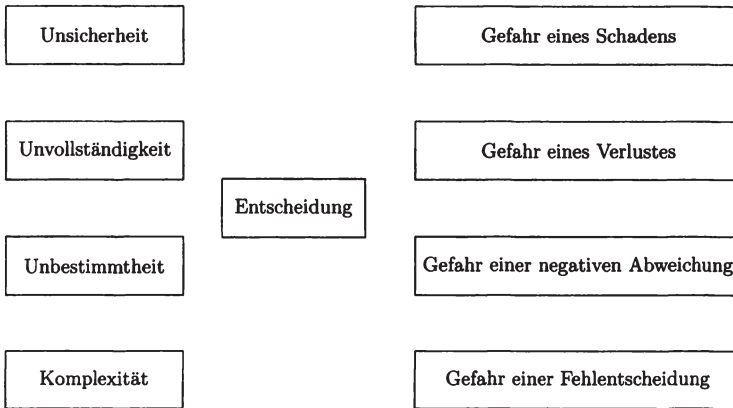 Unsicherheit
Gefahr eines Schadens
Unvollständigkeit
Gefahr eines Verlustes
Entscheidung
Unbestimmtheit
Gefahr einer negativen Abweichung
Komplexität
Gefahr einer Fehlentscheidung